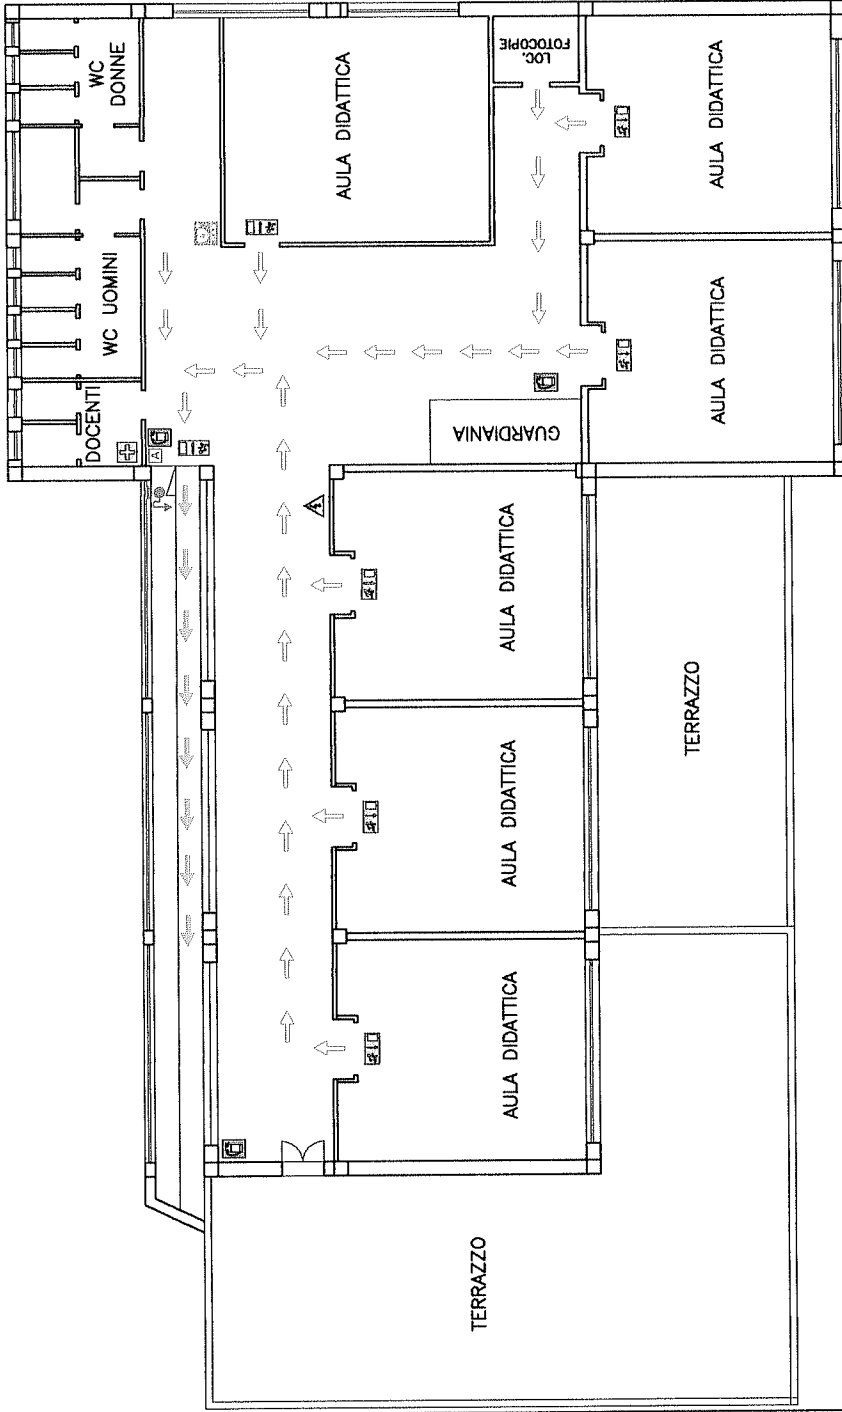 WC
DONNE
WC UOMINI
DOCENTI
AULA DIDATTICA
LOC.
FOTOCOPIE
AULA DIDATTICA
AULA DIDATTICA
GUARDIANIA
A
AULA DIDATTICA
AULA DIDATTICA
AULA DIDATTICA
TERRAZZO
TERRAZZO